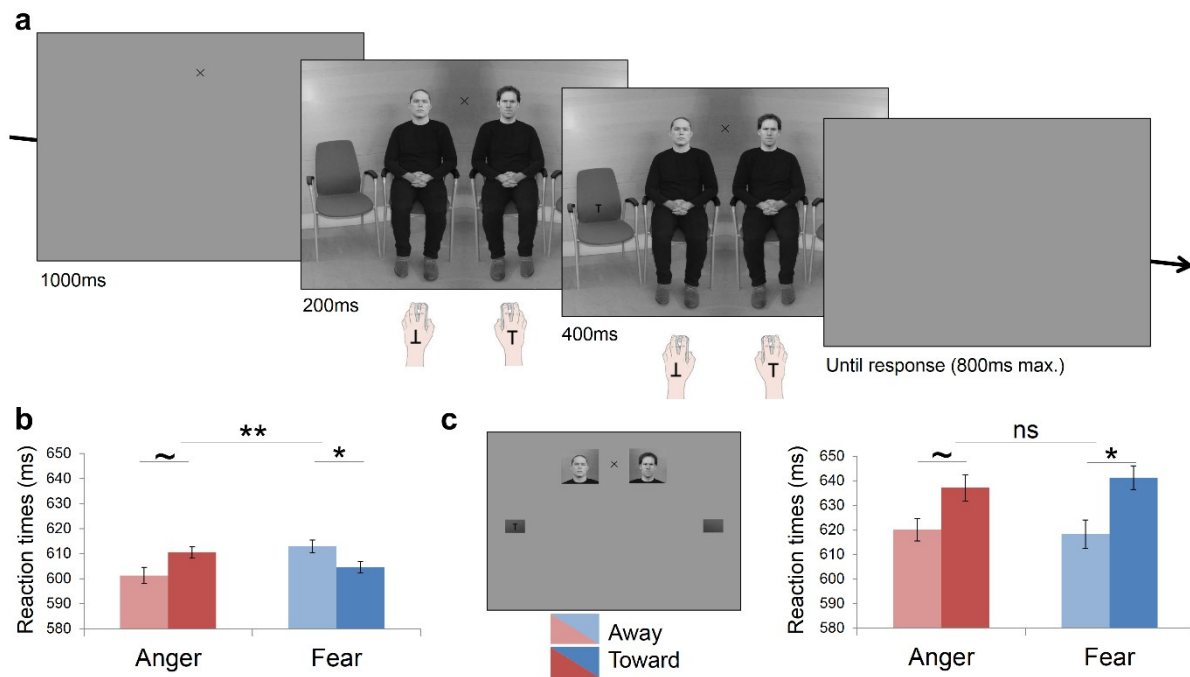 a
×
1000ms
×
200ms
⊥ T
×
T
400ms
⊥ T
Until response (800ms max.)
b
Reaction times (ms)
650
640
630
620
610
600
590
580
~
**
*
Anger Fear
c
×
T
Away
Toward
Reaction times (ms)
650
640
630
620
610
600
590
580
~
ns
*
Anger Fear